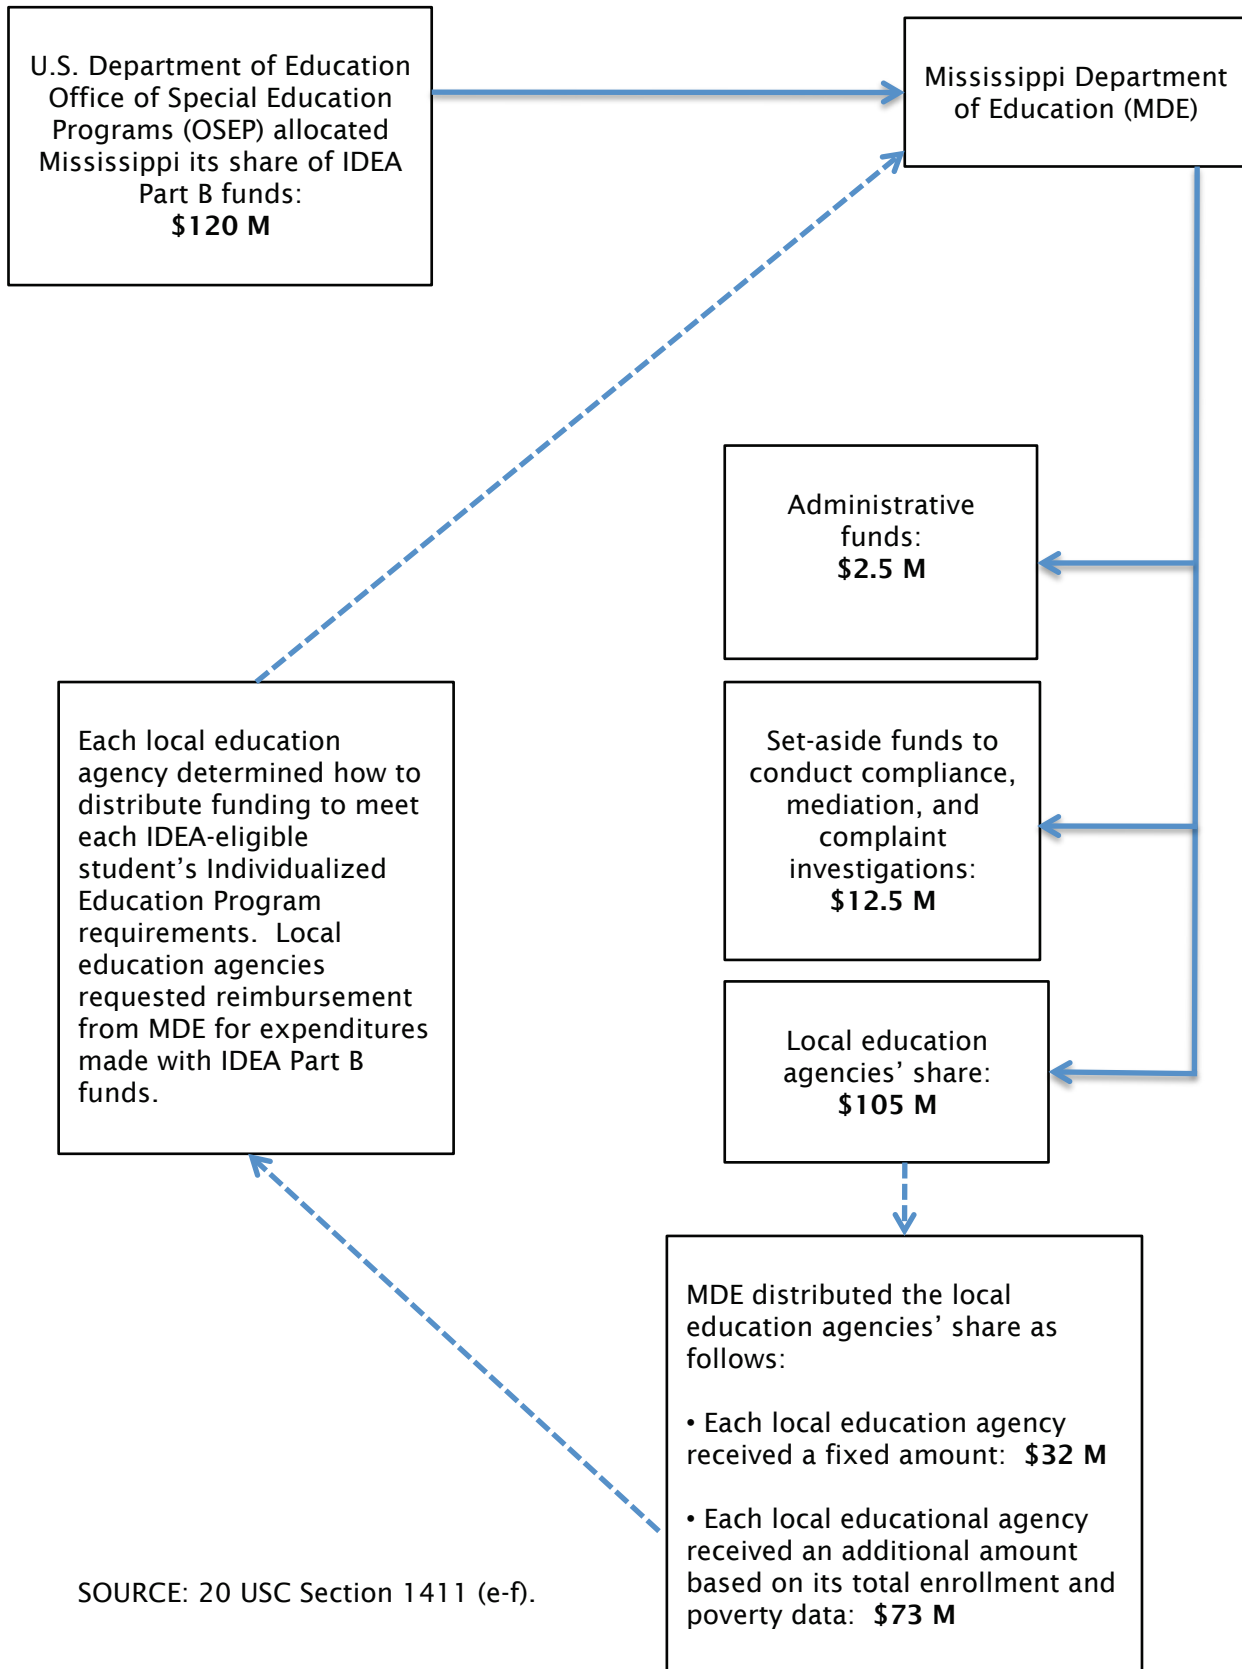 U.S. Department of Education
Office of Special Education
Programs (OSEP) allocated
Mississippi its share of IDEA
Part B funds:
$120 M
Mississippi Department
of Education (MDE)
Administrative
funds:
$2.5 M
Set-aside funds to
conduct compliance,
mediation, and
complaint
investigations:
$12.5 M
Local education
agencies’ share:
$105 M
MDE distributed the local
education agencies’ share as
follows:
• Each local education agency
received a fixed amount:  $32 M
• Each local educational agency
received an additional amount
based on its total enrollment and
poverty data:  $73 M
Each local education
agency determined how to
distribute funding to meet
each IDEA-eligible
student’s Individualized
Education Program
requirements.  Local
education agencies
requested reimbursement
from MDE for expenditures
made with IDEA Part B
funds.
SOURCE: 20 USC Section 1411 (e-f).